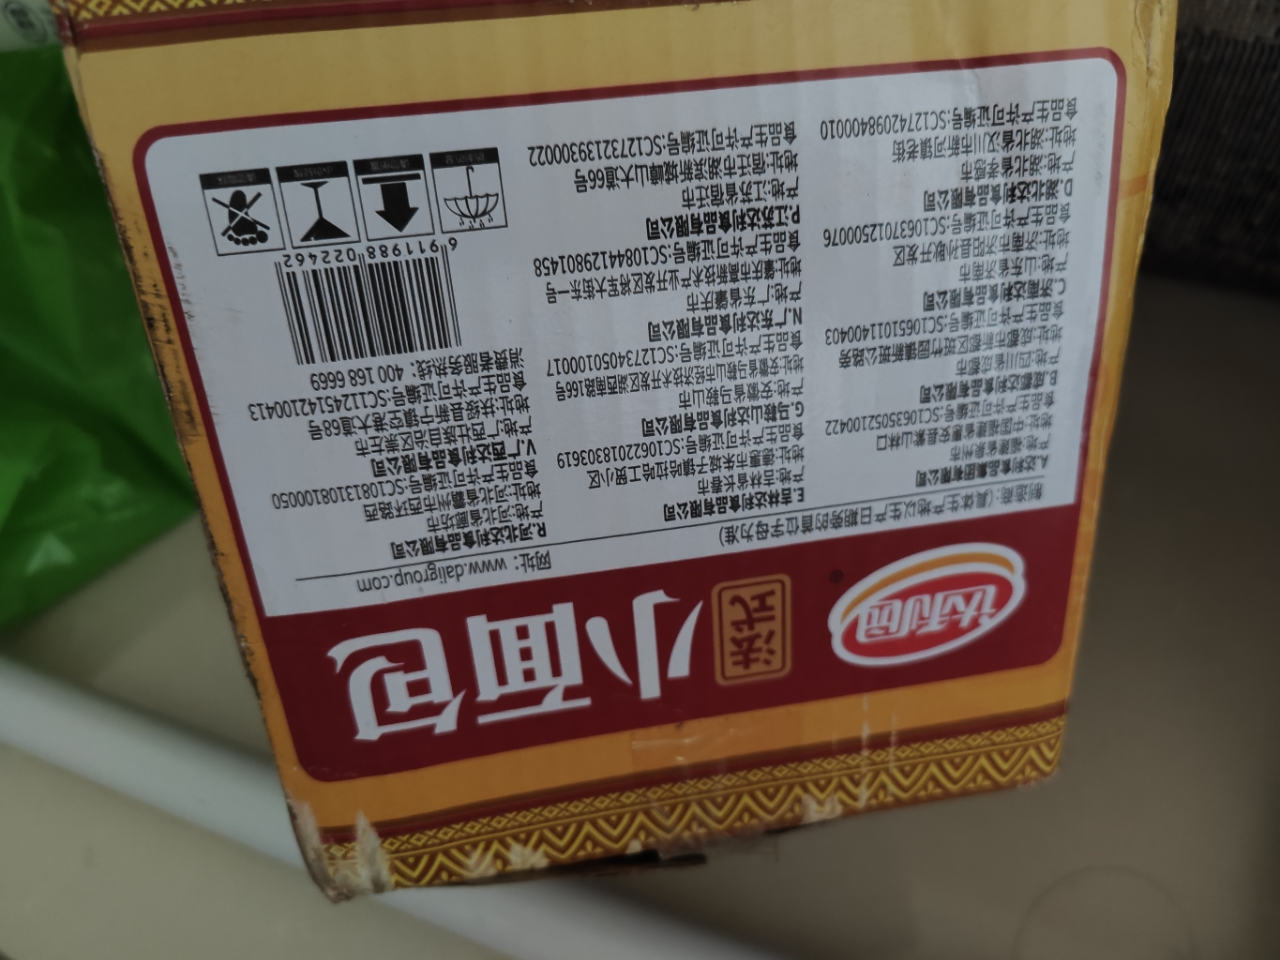 达利园
法式
小面包
制造商：(具体生产地以生产日期旁的首位字母为准)
网址：www.daligroup.com
A.达利食品集团有限公司
产地:福建省泉州市
地址:中国福建省惠安县紫山林口
食品生产许可证编号:SC10635052100422
B.成都达利食品有限公司
产地:四川省成都市
地址:成都市新都区斑竹园镇新斑公路旁
食品生产许可证编号:SC10651011400403
C.济南达利食品有限公司
产地:山东省济南市
地址:济南市济阳县孙耿开发区
食品生产许可证编号:SC10637012500076
D.湖北达利食品有限公司
产地:湖北省孝感市
地址:湖北省汉川市新河镇老街
食品生产许可证编号:SC12742098400010
E.吉林达利食品有限公司
产地:吉林省长春市
地址:德惠市朱城子镇哈拉哈工贸小区
食品生产许可证编号:SC10622018303619
G.马鞍山达利食品有限公司
产地:安徽省马鞍山市
地址:安徽马鞍山市经济技术开发区湖西南路166号
食品生产许可证编号:SC12734050100017
N.广东达利食品有限公司
产地:广东省肇庆市
地址:肇庆市高新技术产业开发区将军大街东一号
食品生产许可证编号:SC10844129801458
P.江苏达利食品有限公司
产地:江苏省宿迁市
地址:宿迁市湖滨新城嶂山大道66号
食品生产许可证编号:SC12732139300022
R.河北达利食品有限公司
产地:河北省廊坊市
地址:河北省霸州市西环西路
食品生产许可证编号:SC10813108100050
V.广西达利食品有限公司
产地:广西壮族自治区崇左市
地址:扶绥县新宁镇空港大道68号
食品生产许可证编号:SC11245142100413
消费者服务热线：400 168 6669
6 911988 022462